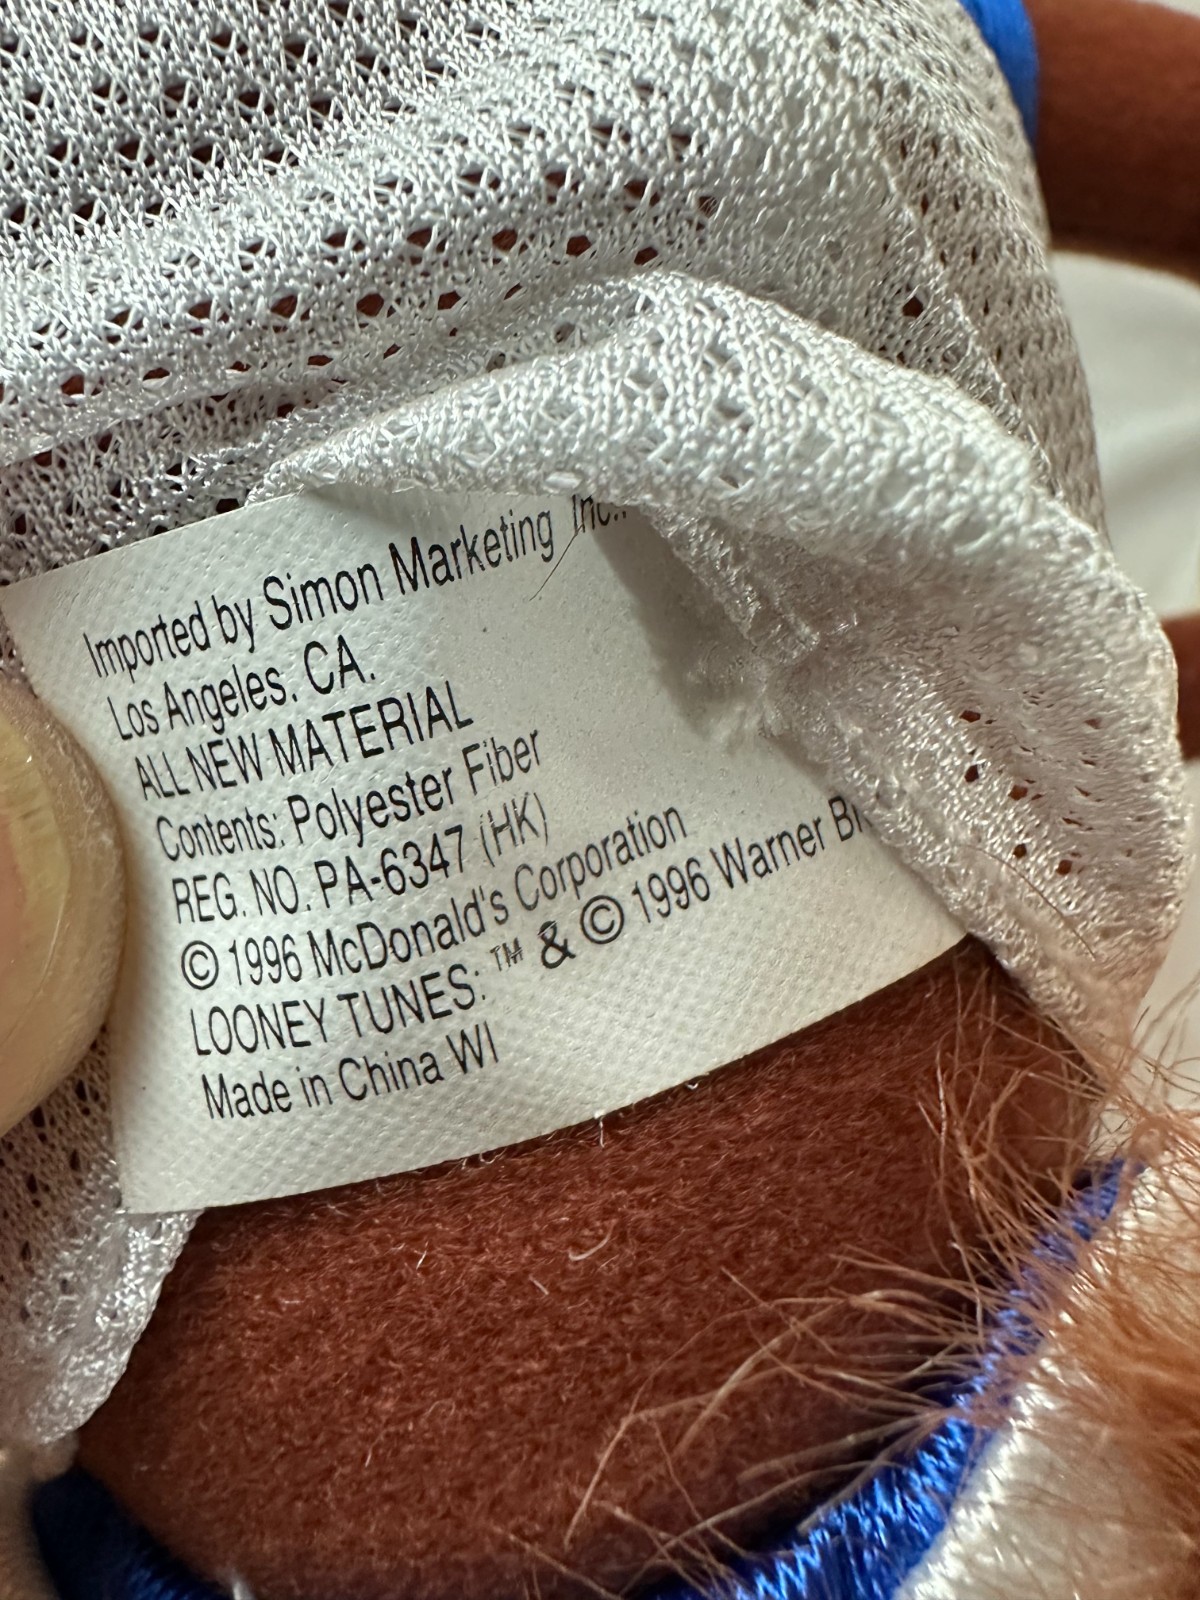 Imported by Simon Marketing Inc..
Los Angeles. CA.
ALL NEW MATERIAL
Contents: Polyester Fiber
REG. NO. PA-6347 (HK)
© 1996 McDonald's Corporation
LOONEY TUNES: ™ & © 1996 Warner
Made in China WI